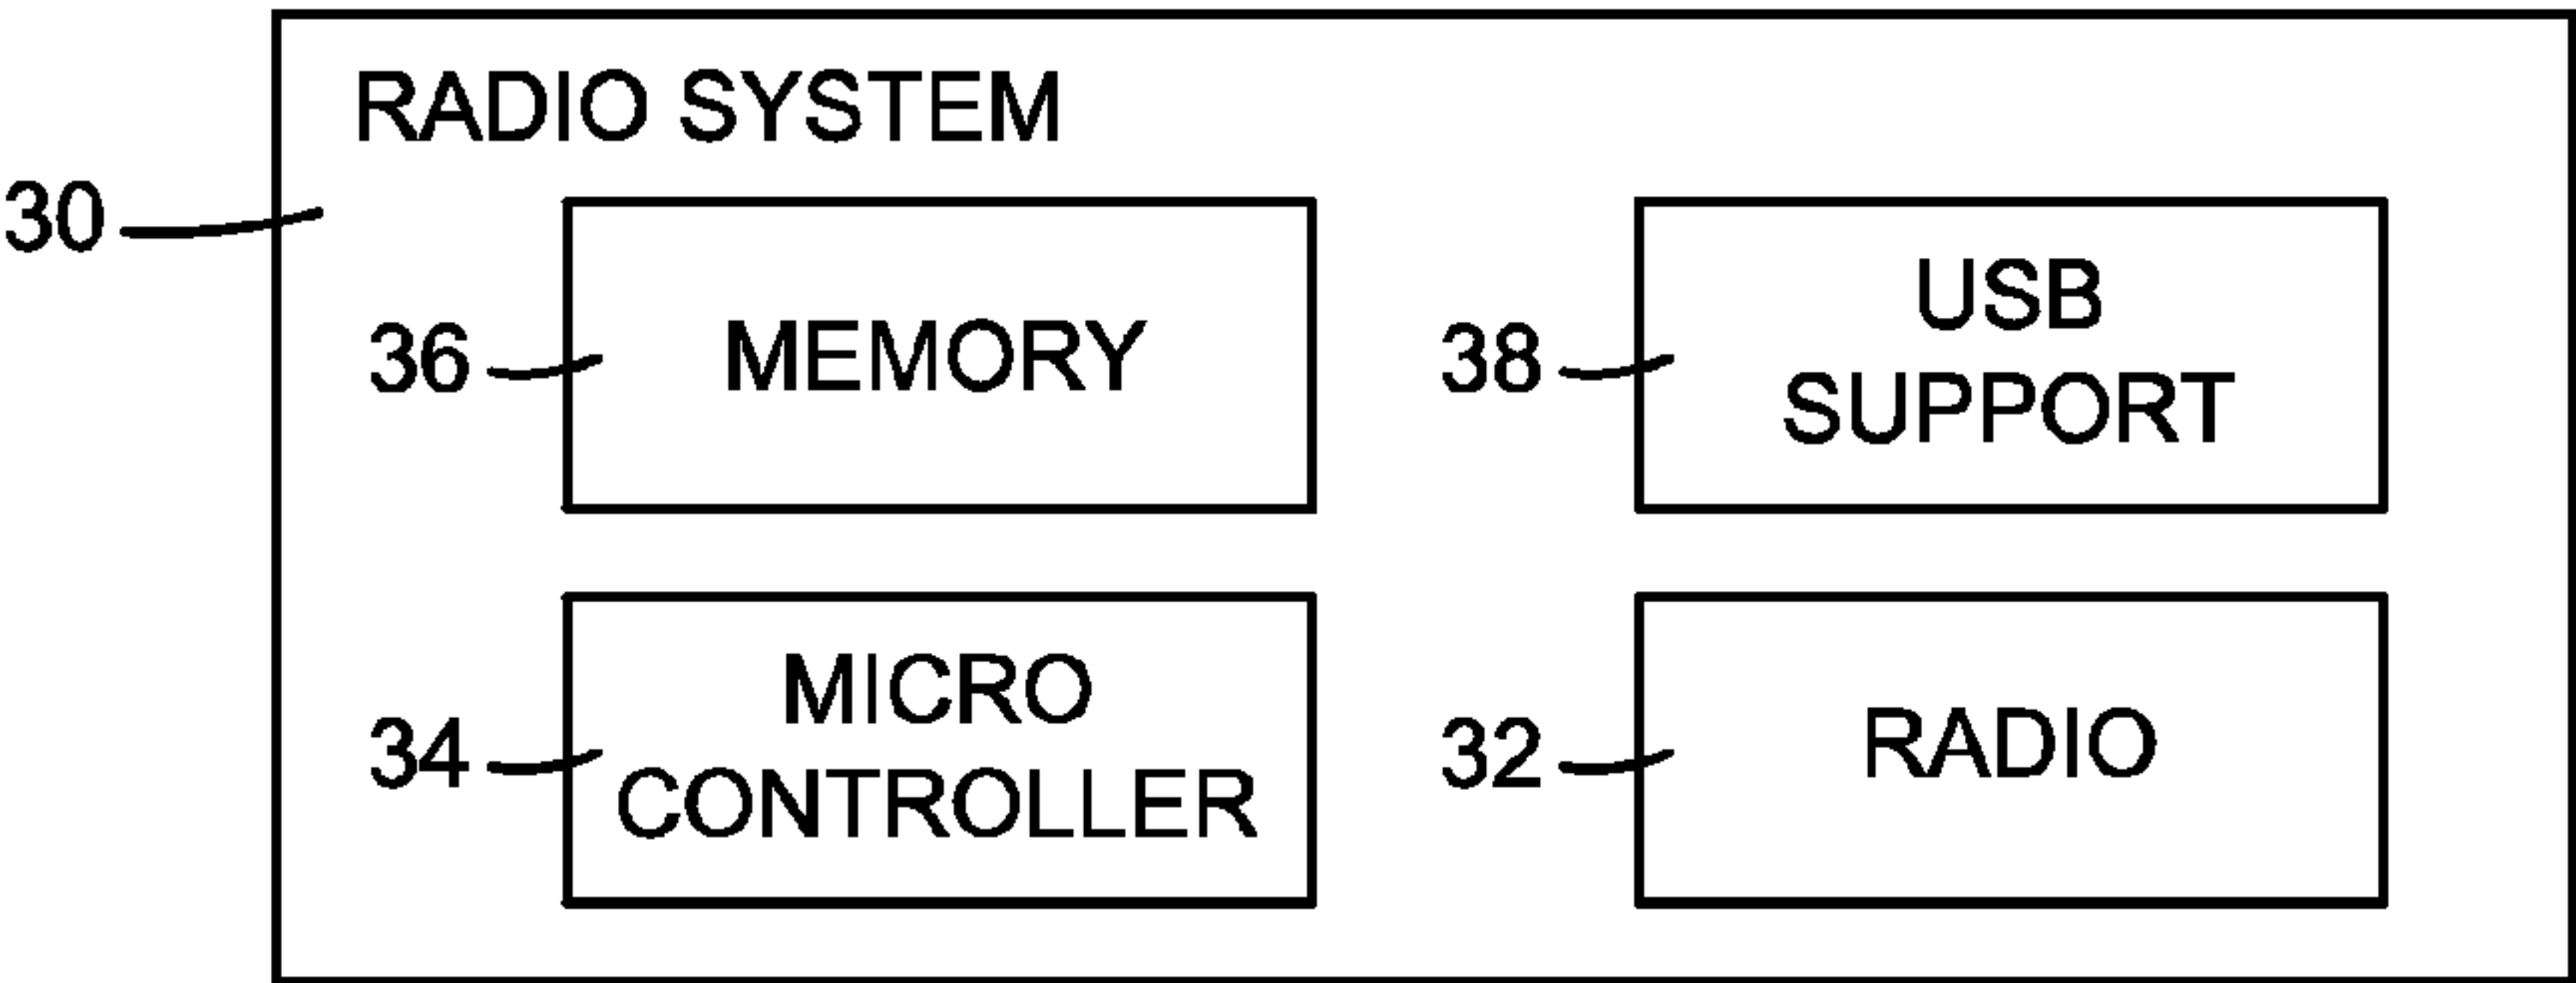 RADIO SYSTEM
30
36
MEMORY
38
USB
SUPPORT
34
MICRO
CONTROLLER
32
RADIO